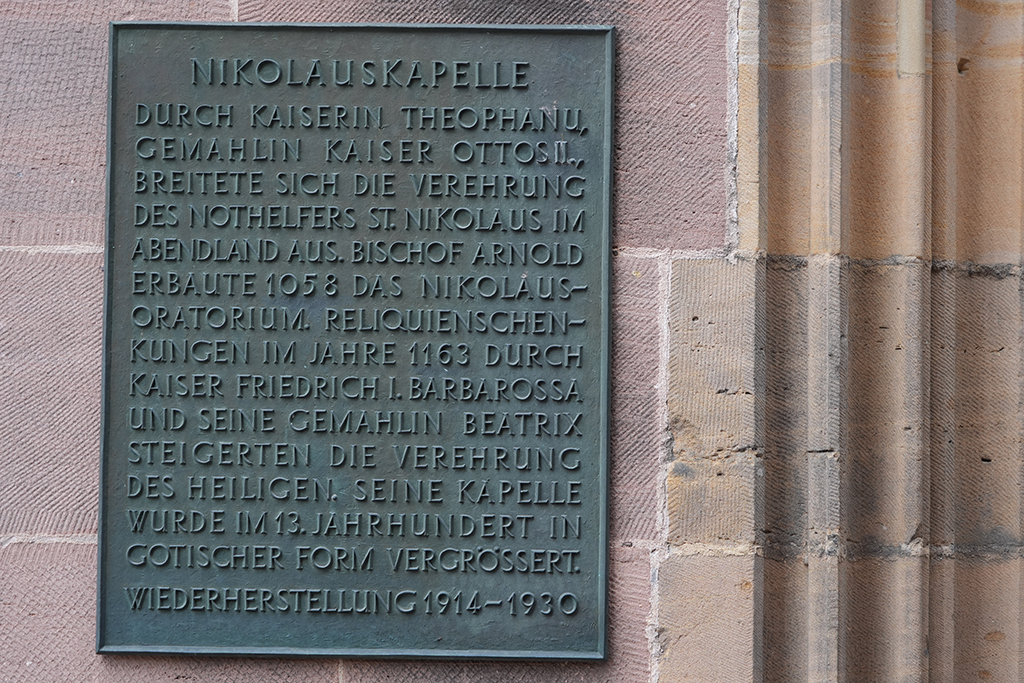 NIKOLAUSKAPELLE
DURCH KAISERIN THEOPHANU,
GEMAHLIN KAISER OTTOS II.,
BREITETE SICH DIE VEREHRUNG
DES NOTHELFERS ST. NIKOLAUS IM
ABENDLAND AUS. BISCHOF ARNOLD
ERBAUTE 1058 DAS NIKOLAUS-
ORATORIUM. RELIQUIENSCHEN-
KUNGEN IM JAHRE 1163 DURCH
KAISER FRIEDRICH I. BARBAROSSA
UND SEINE GEMAHLIN BEATRIX
STEIGERTEN DIE VEREHRUNG
DES HEILIGEN. SEINE KAPELLE
WURDE IM 13. JAHRHUNDERT IN
GOTISCHER FORM VERGRÖSSERT.
WIEDERHERSTELLUNG 1914-1930